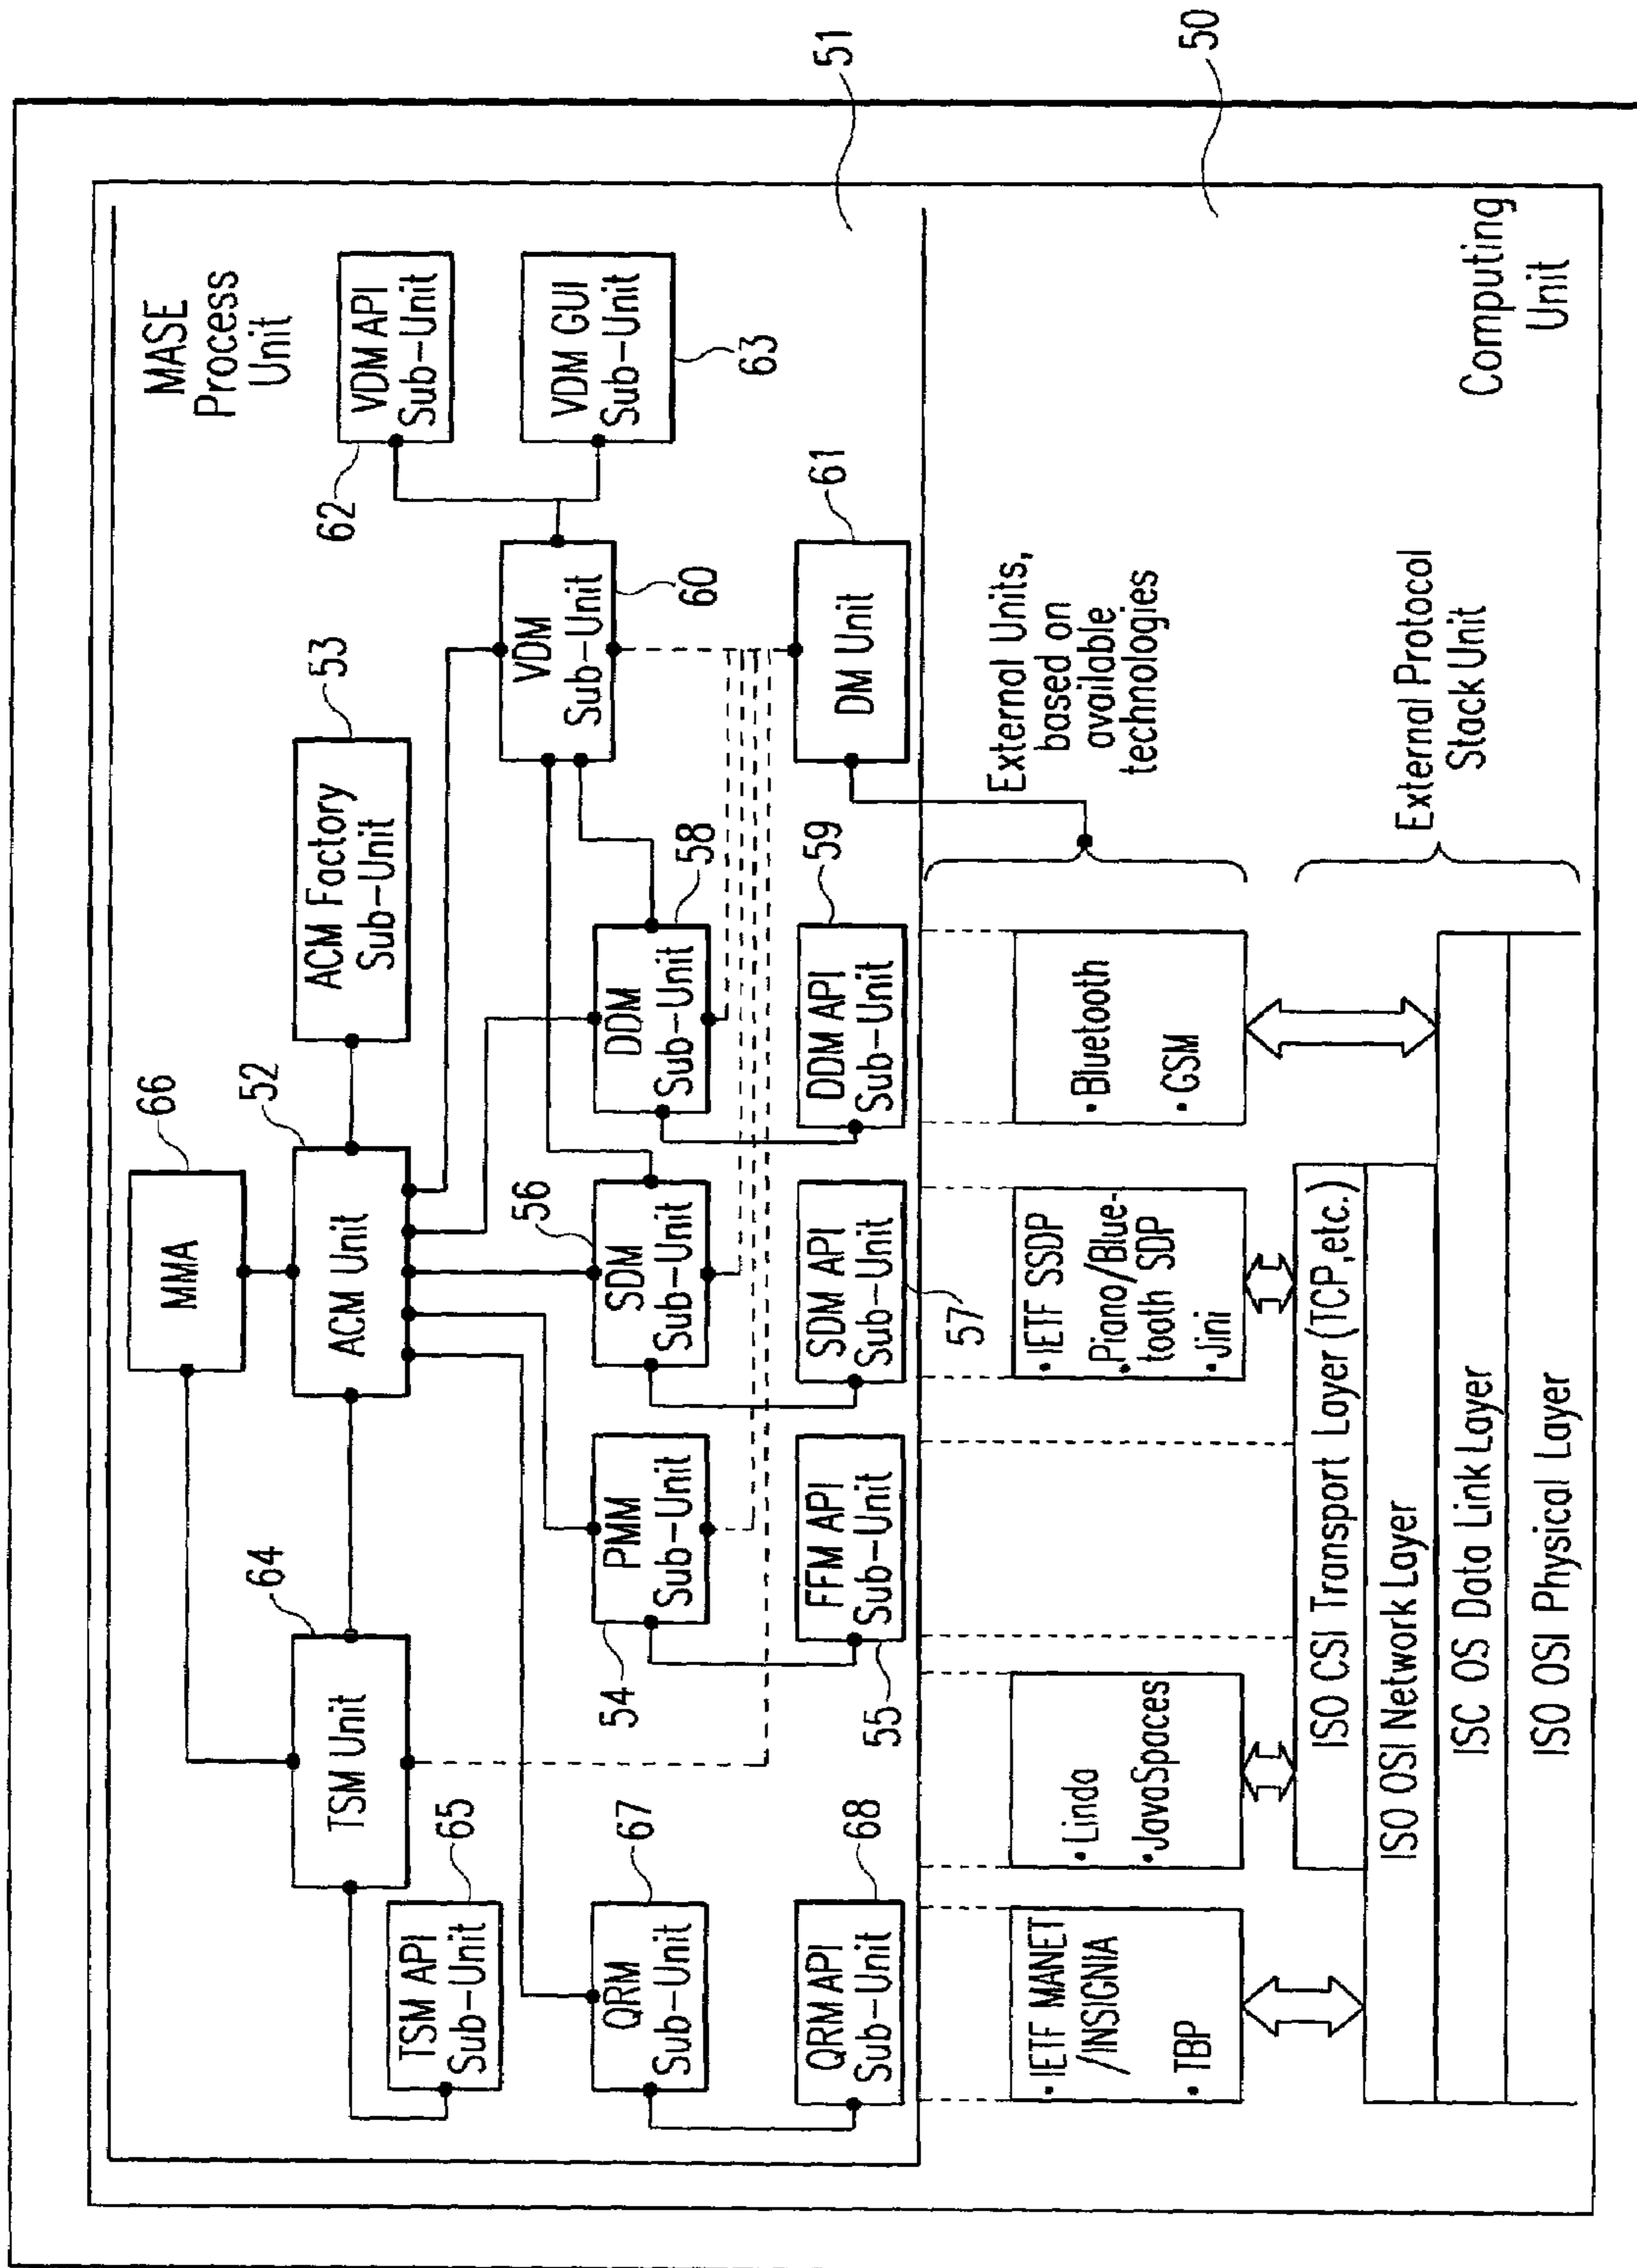 MASE
Process
Unit
66
MMA
64
TSM Unit
52
ACM Unit
53
ACM Factory
Sub-Unit
62
VDM API
Sub-Unit
65
TSM API
Sub-Unit
VDM
Sub-Unit
60
VDM GUI
Sub-Unit
63
51
67
QRM
Sub-Unit
54
PMM
Sub-Unit
56
SDM
Sub-Unit
58
DDM
Sub-Unit
68
QRM API
Sub-Unit
55
FFM API
Sub-Unit
57
SDM API
Sub-Unit
59
DDM API
Sub-Unit
61
DM Unit
• IETF MANET
/INSIGNIA
• TBP
• Linda
• JavaSpaces
• IETF SSDP
• Piano/Blue-
tooth SDP
• Jini
• Bluetooth
• GSM
External Units,
based on
available
technologies
50
ISO CSI Transport Layer (TCP,etc.)
ISO OSI Network Layer
ISC OS Data Link Layer
ISO OSI Physical Layer
External Protocol
Stack Unit
Computing
Unit